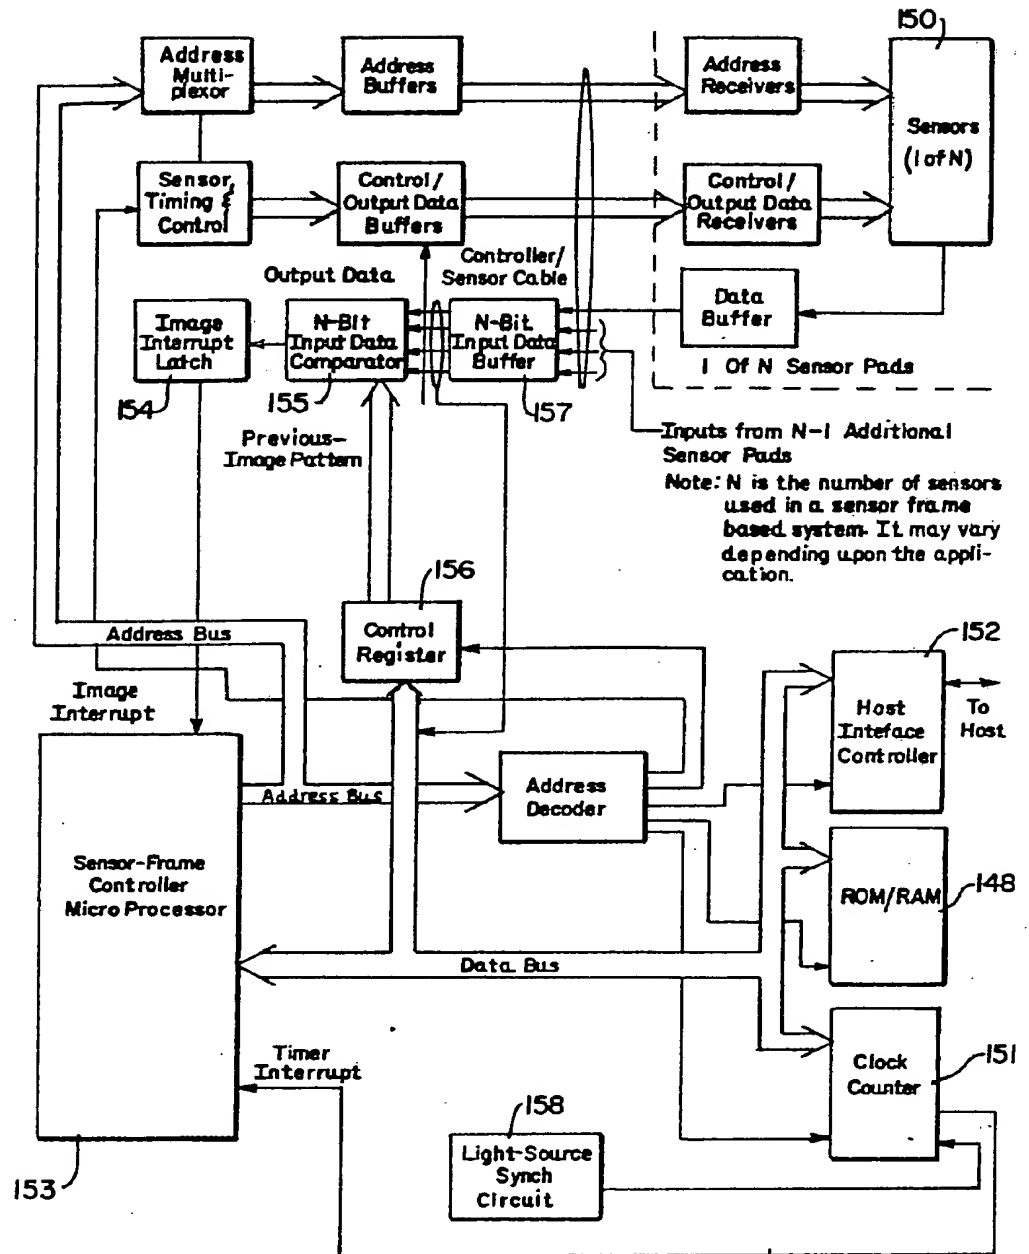 150
Address
Multi-
plexor
Address
Buffers
Address
Receivers
Sensors
(1 of N)
Sensor
Timing &
Control
Control/
Output Data
Buffers
Control/
Output Data
Receivers
Controller/
Sensor Cable
Output Data
Data
Buffer
Image
Interrupt
Latch
N-Bit
Input Data
Comparator
N-Bit
Input Data
Buffer
1 Of N Sensor Pads
154
155
157
Previous-
Image Pattern
Inputs from N-1 Additional
Sensor Pads
Note: N is the number of sensors
used in a sensor frame
based system. It may vary
depending upon the appli-
cation.
156
Control
Register
Address Bus
152
Image
Interrupt
Host
Inteface
Controller
To
Host
Address Bus
Address
Decoder
Sensor-Frame
Controller
Micro Processor
ROM/RAM
148
Data Bus
Timer
Interrupt
Clock
Counter
151
158
Light-Source
Synch
Circuit
153